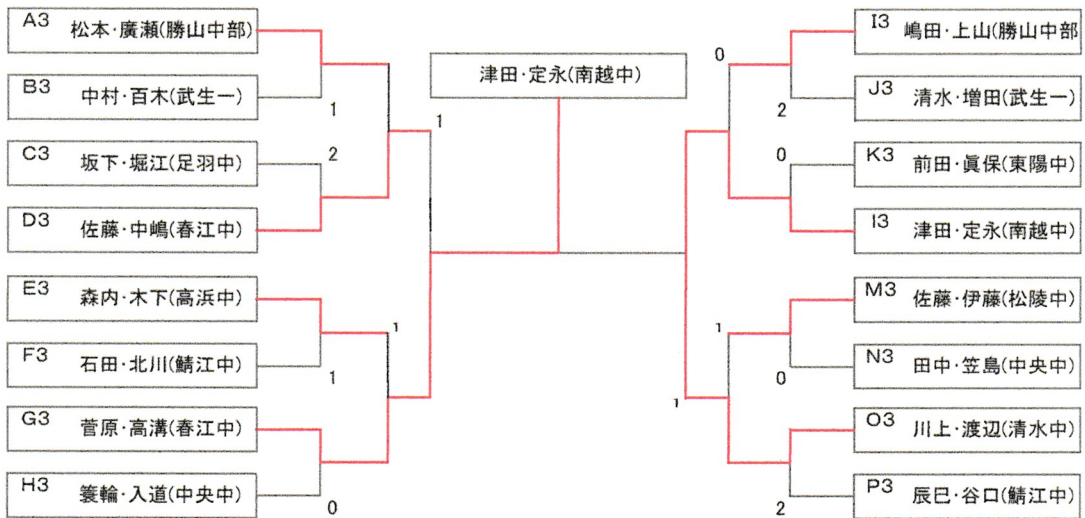 A3 松本・廣瀬(勝山中部)
B3 中村・百木(武生一)
1
C3 坂下・堀江(足羽中)
2
D3 佐藤・中嶋(春江中)
1
E3 森内・木下(高浜中)
1
F3 石田・北川(鯖江中)
1
G3 菅原・高溝(春江中)
H3 簑輪・入道(中央中)
0
津田・定永(南越中)
I3 嶋田・上山(勝山中部
0
J3 清水・増田(武生一)
2
K3 前田・眞保(東陽中)
0
I3 津田・定永(南越中)
M3 佐藤・伊藤(松陵中)
1
N3 田中・笠島(中央中)
0
1
O3 川上・渡辺(清水中)
P3 辰巳・谷口(鯖江中)
2